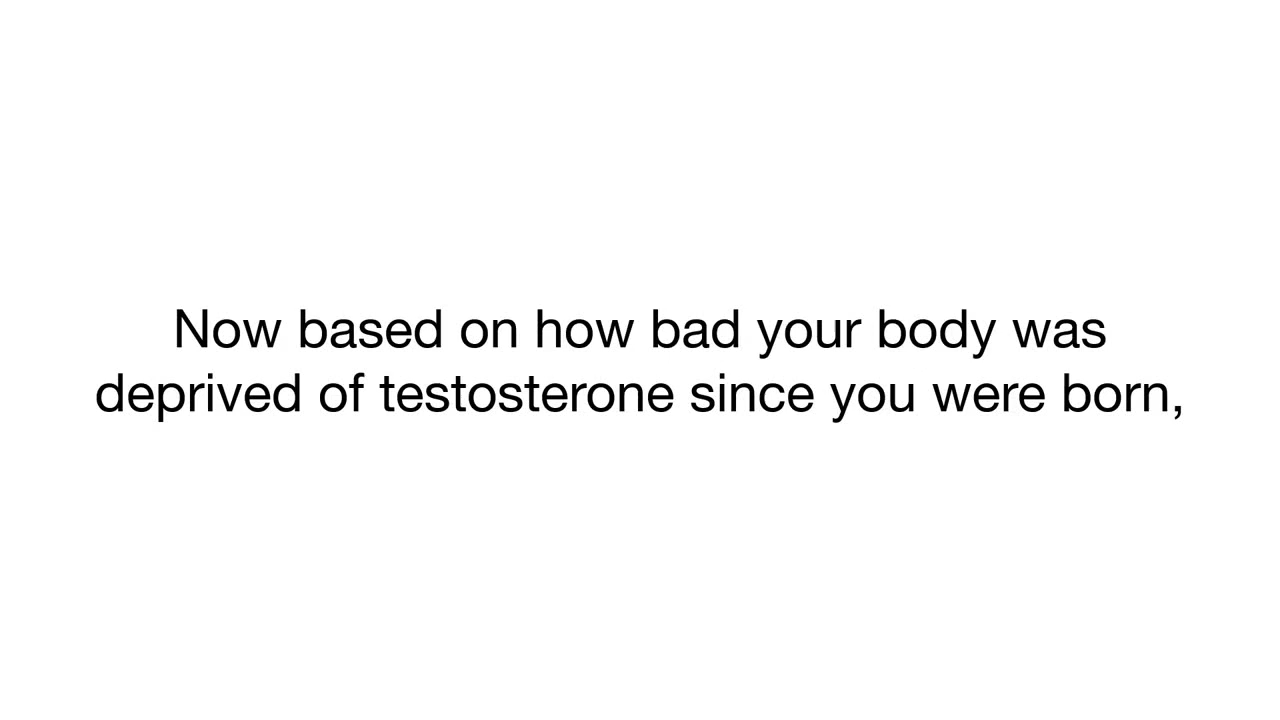 Now based on how bad your body was
deprived of testosterone since you were born,